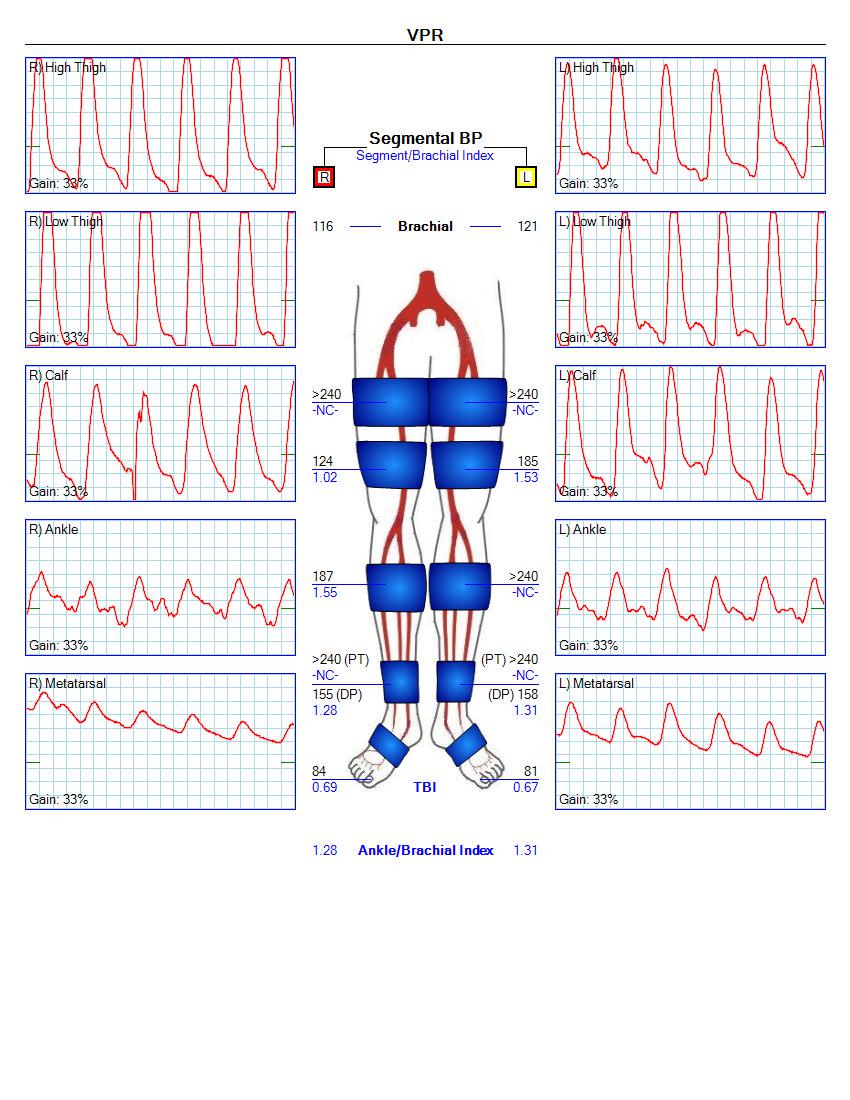 VPR
R) High Thigh
Gain: 33%
R) Low Thigh
Gain: 33%
R) Calf
Gain: 33%
R) Ankle
Gain: 33%
R) Metatarsal
Gain: 33%
Segmental BP
Segment/Brachial Index
R L
116 Brachial 121
>240 >240
-NC- -NC-
124 185
1.02 1.53
187 >240
1.55 -NC-
>240 (PT) (PT) >240
-NC- -NC-
155 (DP) (DP) 158
1.28 1.31
84 81
0.69 TBI 0.67
1.28 Ankle/Brachial Index 1.31
L) High Thigh
Gain: 33%
L) Low Thigh
Gain: 33%
L) Calf
Gain: 33%
L) Ankle
Gain: 33%
L) Metatarsal
Gain: 33%